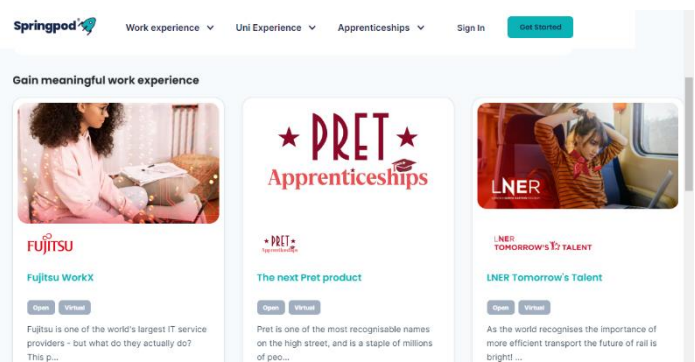 Springpod
Work experience
Uni Experience
Apprenticeships
Sign In
Get Started
Gain meaningful work experience
FUJITSU
Fujitsu WorkX
Open
Virtual
Fujitsu is one of the world's largest IT service
providers - but what do they actually do?
This p...
PRET
Apprenticeships
PRET
Apprenticeships
The next Pret product
Open
Virtual
Pret is one of the most recognisable names
on the high street, and is a staple of millions
of peo...
LNER
LNER
TOMORROW'S TALENT
LNER Tomorrow's Talent
Open
Virtual
As the world recognises the importance of
more efficient transport the future of rail is
bright! ...